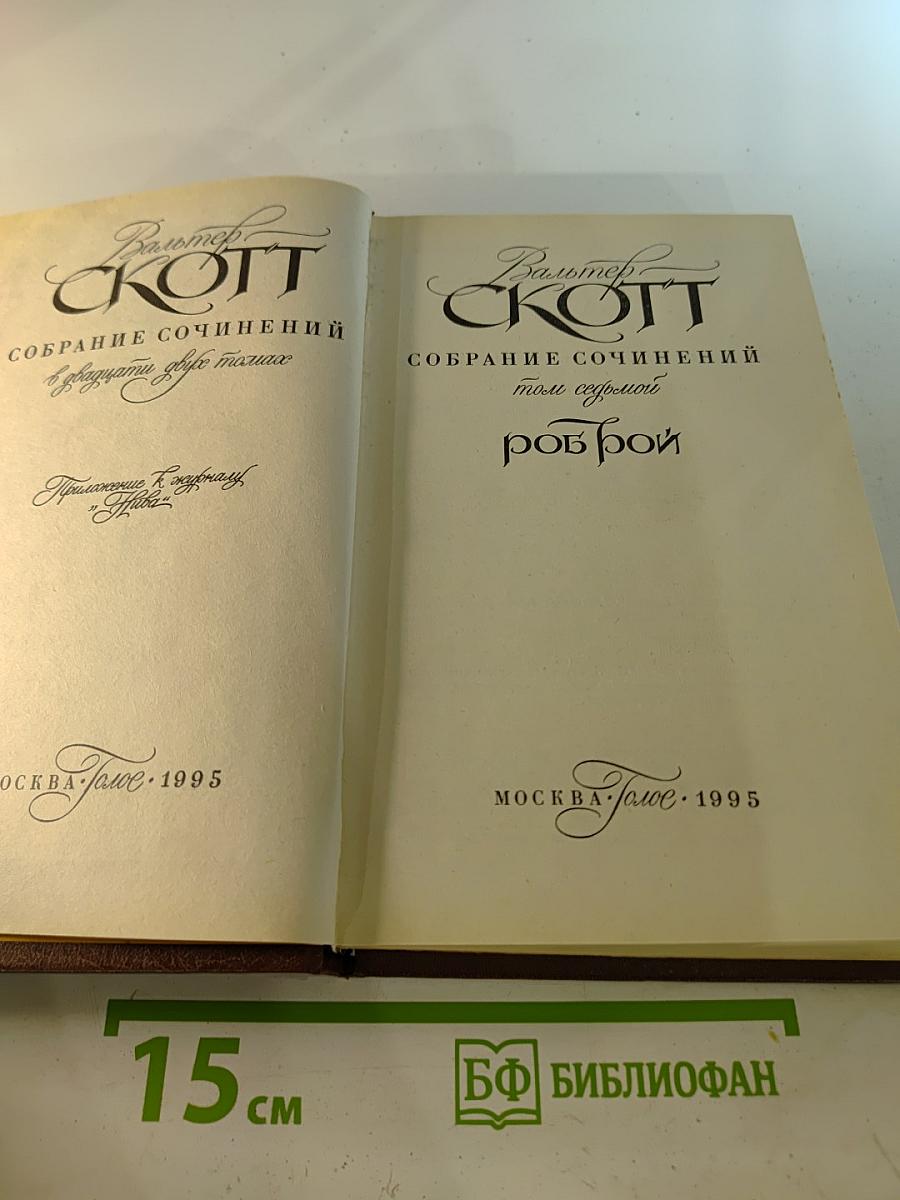 Вальтер
СКОТТ
СОБРАНИЕ СОЧИНЕНИЙ
в двадцати двух томах
Приложение к журналу
„Нива“
ОСКВА · Голос · 1995
Вальтер
СКОТТ
СОБРАНИЕ СОЧИНЕНИЙ
том седьмой
РОБ РОЙ
МОСКВА · Голос · 1995
15 см
БФ БИБЛИОФАН